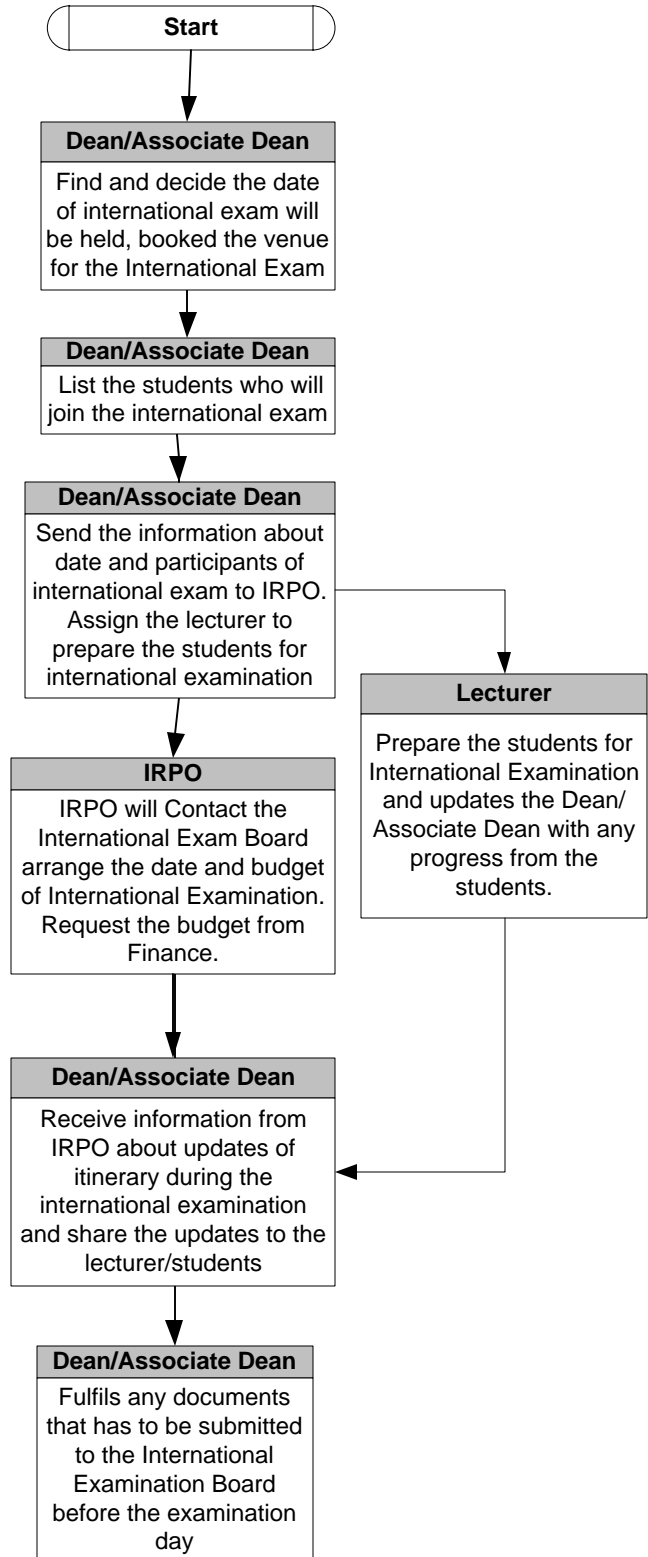 Start
Dean/Associate Dean
Find and decide the date
of international exam will
be held, booked the venue
for the International Exam
Dean/Associate Dean
List the students who will
join the international exam
Dean/Associate Dean
Send the information about
date and participants of
international exam to IRPO.
Assign the lecturer to
prepare the students for
international examination
Lecturer
Prepare the students for
International Examination
and updates the Dean/
Associate Dean with any
progress from the
students.
IRPO
IRPO will Contact the
International Exam Board
arrange the date and budget
of International Examination.
Request the budget from
Finance.
Dean/Associate Dean
Receive information from
IRPO about updates of
itinerary during the
international examination
and share the updates to the
lecturer/students
Dean/Associate Dean
Fulfils any documents
that has to be submitted
to the International
Examination Board
before the examination
day